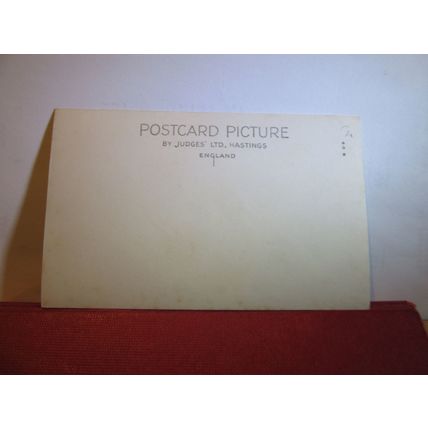 POSTCARD PICTURE
BY JUDGES' LTD., HASTINGS
ENGLAND